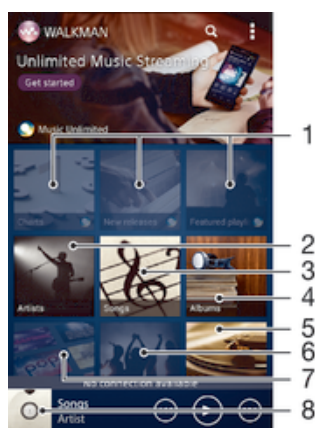 WALKMAN
Unlimited Music Streaming
Get started
Music Unlimited
Charts
New releases
Featured playli
1
2
Artists
Songs
Albums
3
4
5
6
7
No connection available
Songs
Artist
8